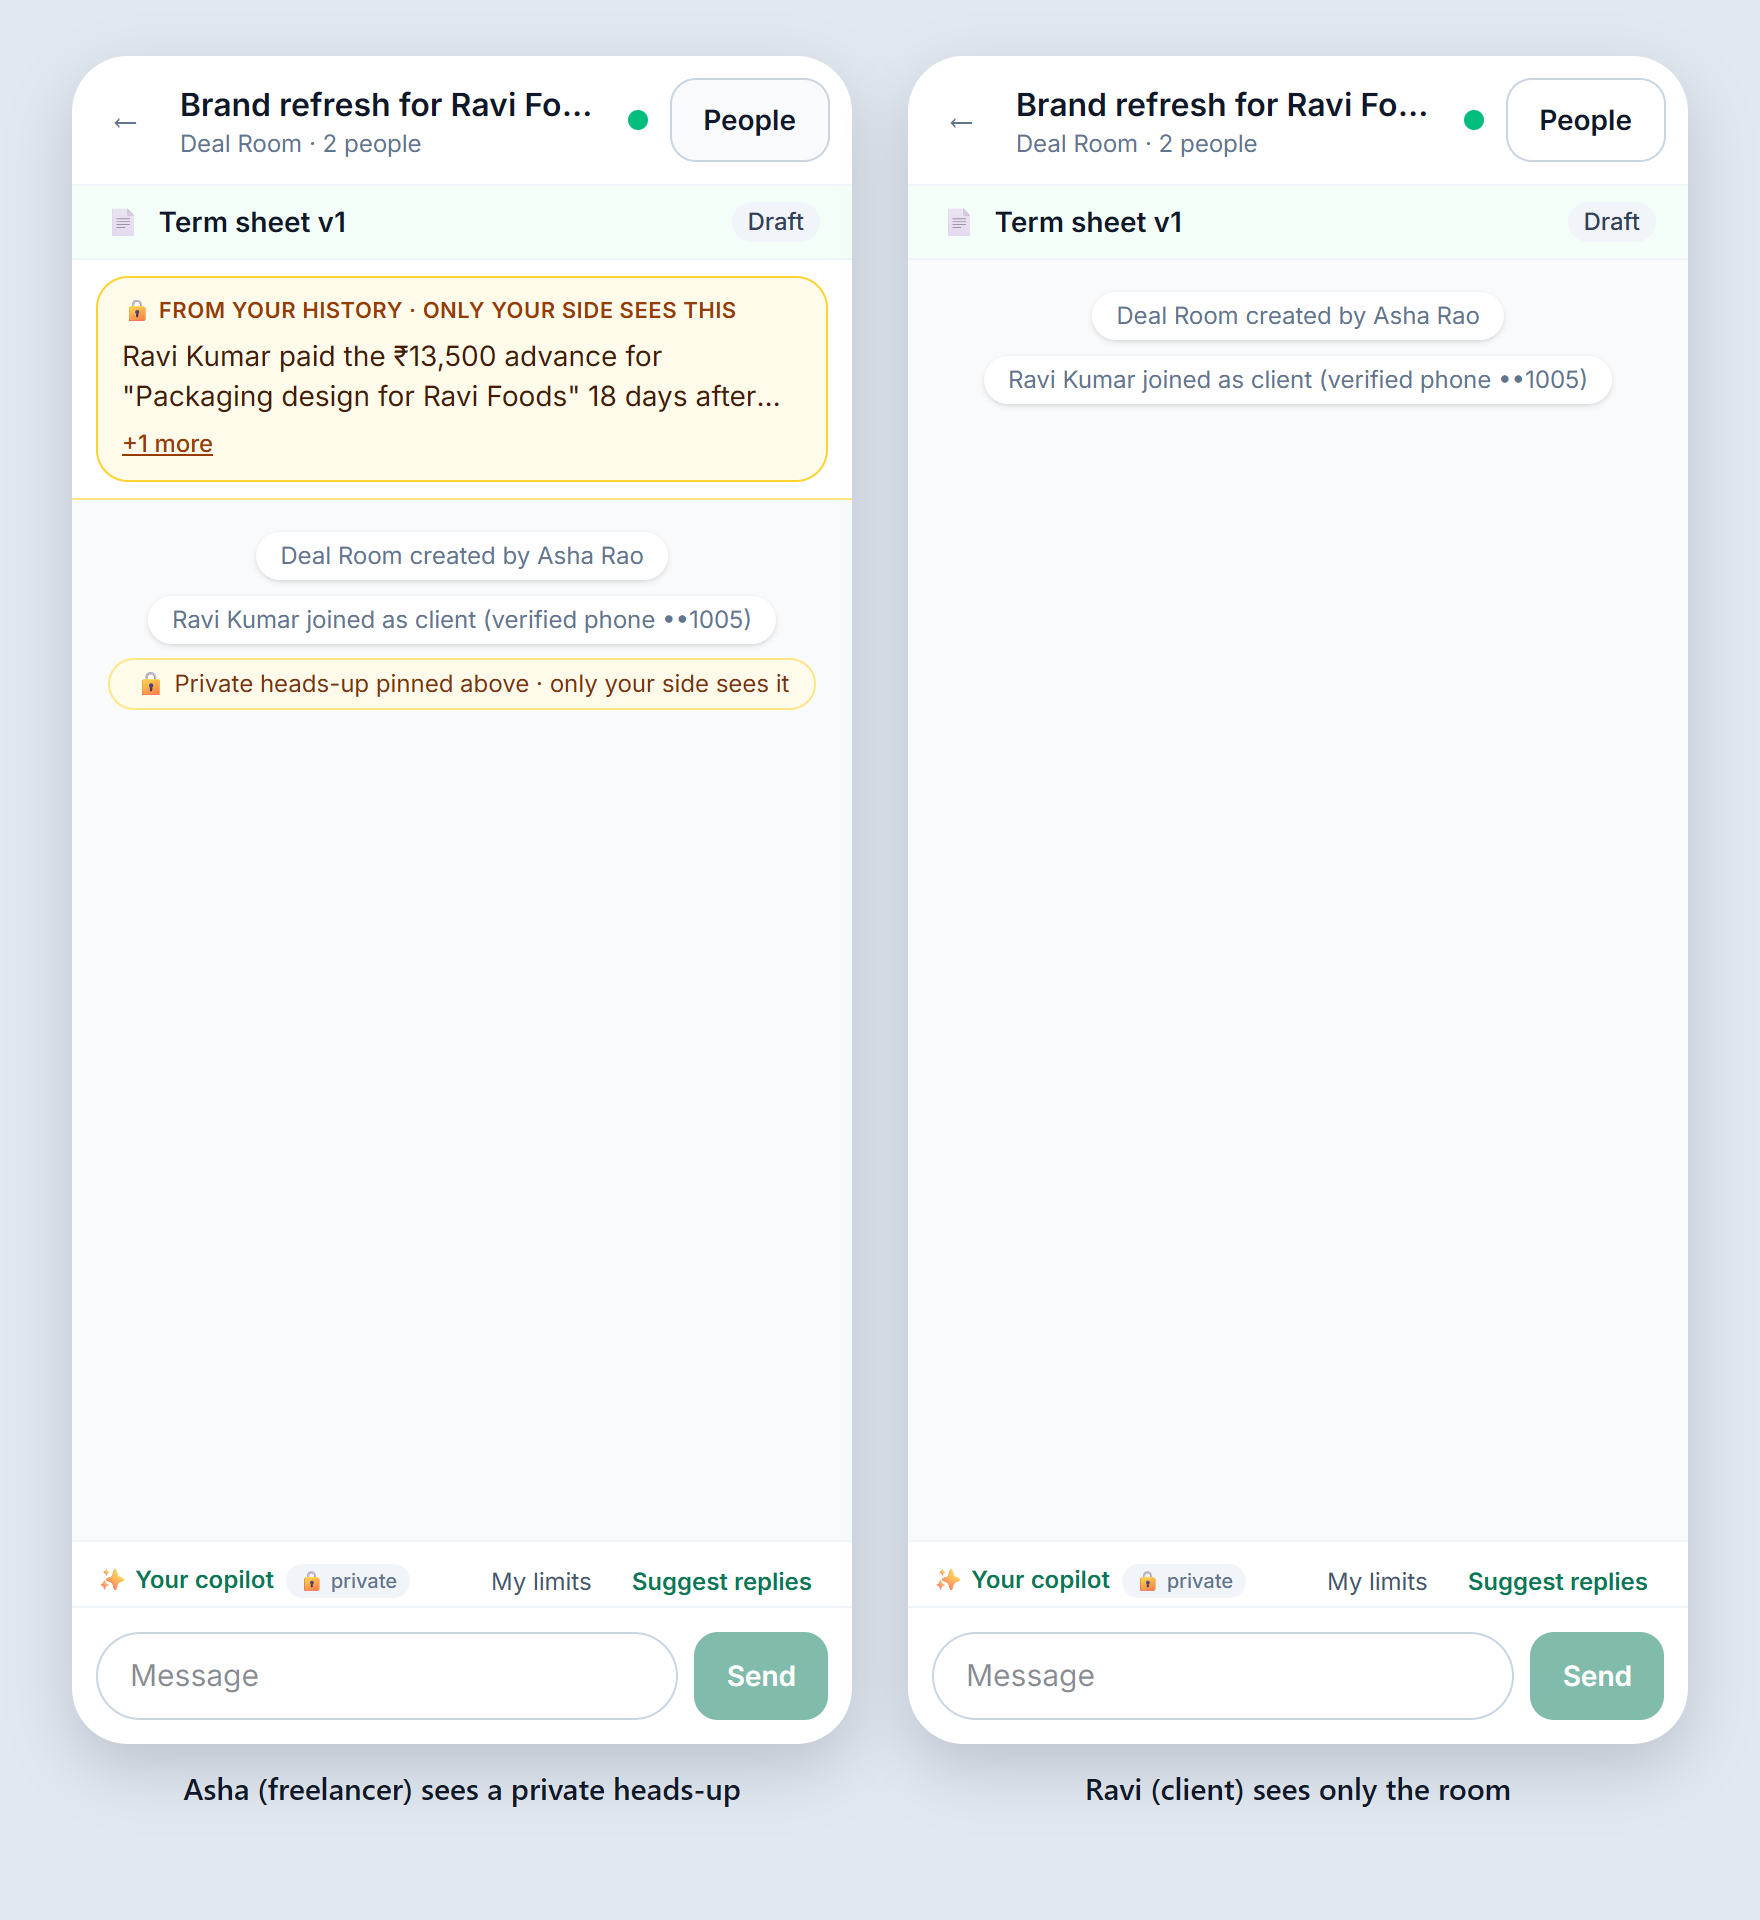 ←
Brand refresh for Ravi Fo...
Deal Room · 2 people
People
Term sheet v1
Draft
FROM YOUR HISTORY · ONLY YOUR SIDE SEES THIS
Ravi Kumar paid the ₹13,500 advance for
"Packaging design for Ravi Foods" 18 days after...
+1 more
Deal Room created by Asha Rao
Ravi Kumar joined as client (verified phone ••1005)
Private heads-up pinned above · only your side sees it
Your copilot
private
My limits
Suggest replies
Message
Send
Asha (freelancer) sees a private heads-up
←
Brand refresh for Ravi Fo...
Deal Room · 2 people
People
Term sheet v1
Draft
Deal Room created by Asha Rao
Ravi Kumar joined as client (verified phone ••1005)
Your copilot
private
My limits
Suggest replies
Message
Send
Ravi (client) sees only the room